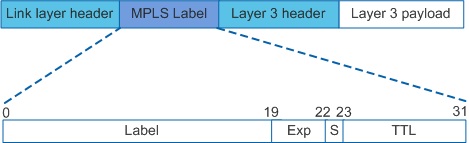 Link layer header MPLS Label Layer 3 header Layer 3 payload
0 19 22 23 31
Label Exp S TTL